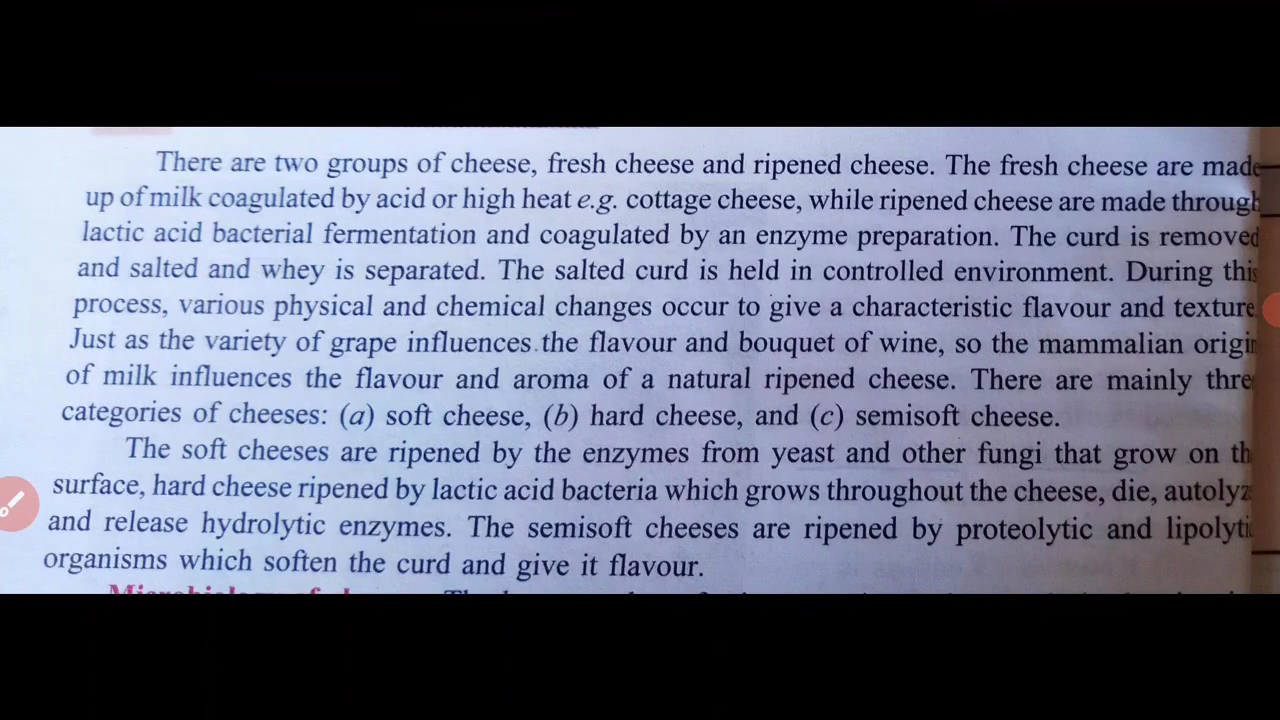 There are two groups of cheese, fresh cheese and ripened cheese. The fresh cheese are made
up of milk coagulated by acid or high heat e.g. cottage cheese, while ripened cheese are made through
lactic acid bacterial fermentation and coagulated by an enzyme preparation. The curd is removed
and salted and whey is separated. The salted curd is held in controlled environment. During this
process, various physical and chemical changes occur to give a characteristic flavour and texture
Just as the variety of grape influences the flavour and bouquet of wine, so the mammalian origin
of milk influences the flavour and aroma of a natural ripened cheese. There are mainly thre
categories of cheeses: (a) soft cheese, (b) hard cheese, and (c) semisoft cheese.
The soft cheeses are ripened by the enzymes from yeast and other fungi that grow on th
surface, hard cheese ripened by lactic acid bacteria which grows throughout the cheese, die, autolyz
and release hydrolytic enzymes. The semisoft cheeses are ripened by proteolytic and lipolyti
organisms which soften the curd and give it flavour.